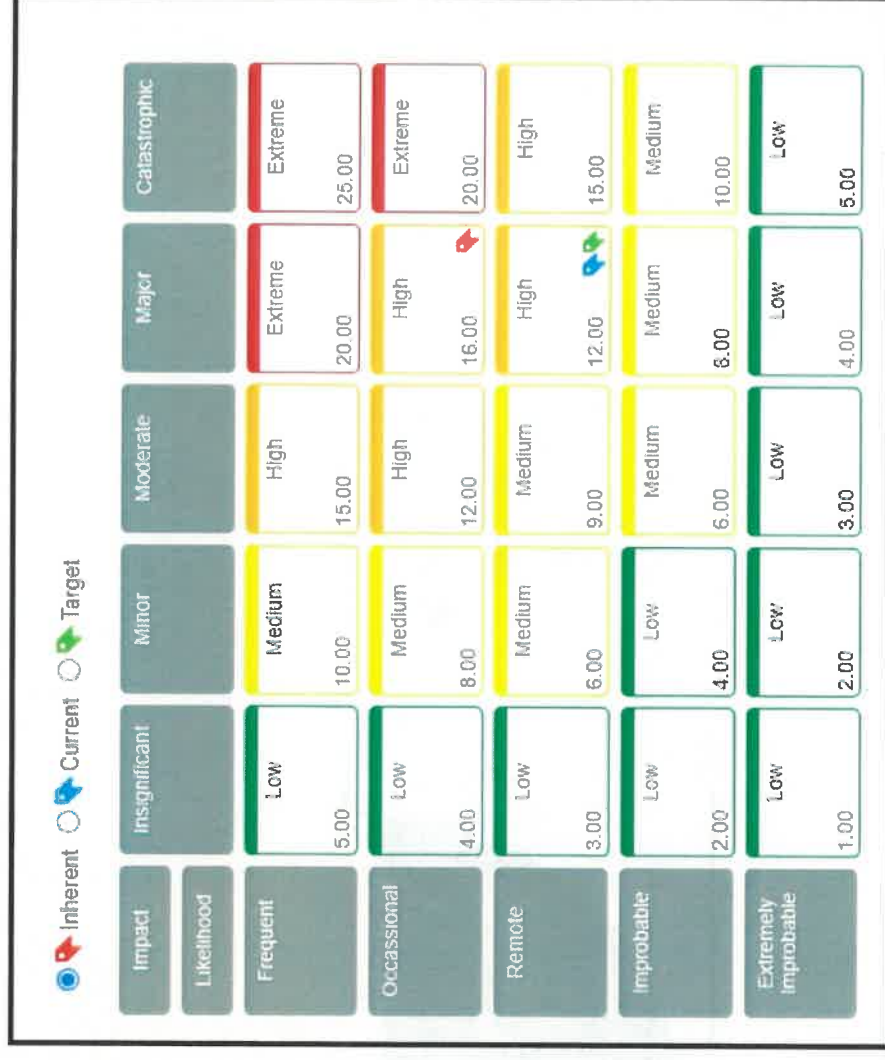 Inherent Current Target
Impact Insignificant Minor Moderate Major Catastrophic
Likelihood
Frequent Low Medium High Extreme Extreme
5.00 10.00 15.00 20.00 25.00
Occassional Low Medium High High Extreme
4.00 8.00 12.00 16.00 20.00
Remote Low Medium Medium High High
3.00 6.00 9.00 12.00 15.00
Improbable Low Low Medium Medium Medium
2.00 4.00 6.00 8.00 10.00
Extremely Low Low Low Low Low
Improbable
1.00 2.00 3.00 4.00 5.00